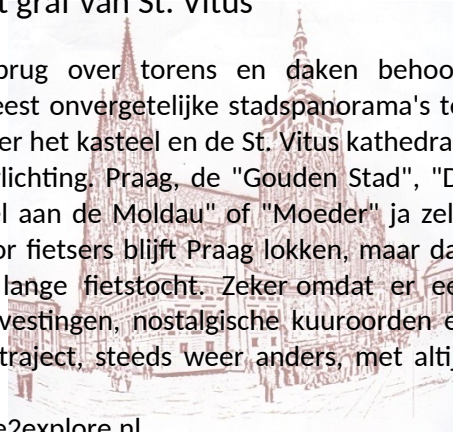 t graf van St. Vitus
brug over torens en daken behoo
eest onvergetelijke stadspanorama's te
er het kasteel en de St. Vitus kathedra
lichting. Praag, de "Gouden Stad", "D
el aan de Moldau" of "Moeder" ja zel
or fietsers blijft Praag lokken, maar da
lange fietstocht. Zeker omdat er ee
vestingen, nostalgische kuuroorden e
traject, steeds weer anders, met altij
e2explore.nl